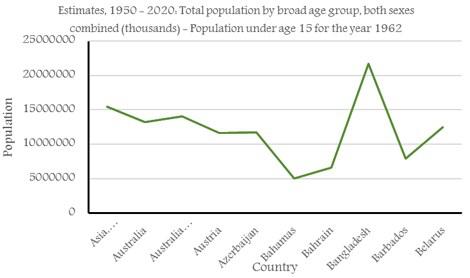 Estimates, 1950 - 2020: Total population by broad age group, both sexes
combined (thousands) - Population under age 15 for the year 1962
25000000
20000000
15000000
10000000
5000000
0
Population
Asia....
Australia
Australia...
Austria
Azerbaijan
Bahamas
Bahrain
Bangladesh
Barbados
Belarus
Country